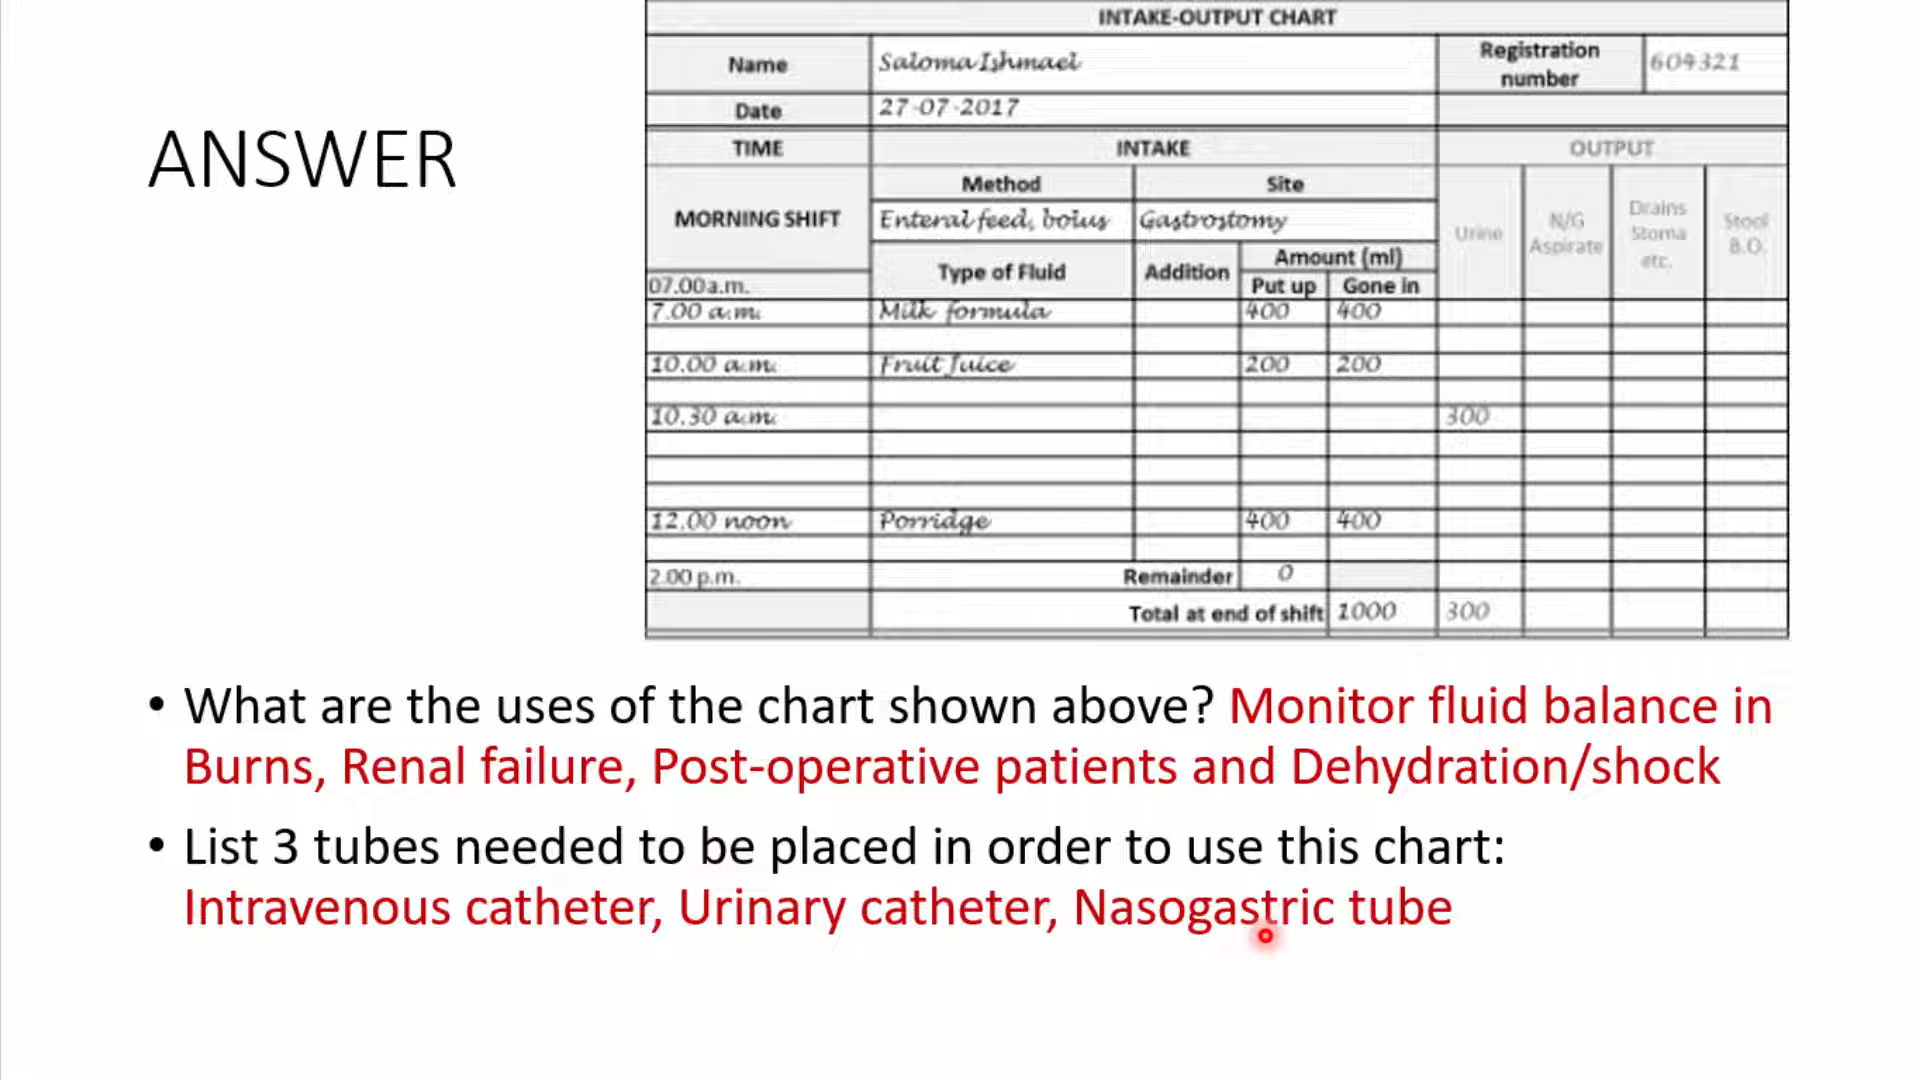 INTAKE-OUTPUT CHART
Name Saloma Ishmael Registration number 604321
Date 27-07-2017
TIME INTAKE OUTPUT
MORNING SHIFT Method Site Urine N/G Aspirate Drains Stoma etc. Stool B.O.
Enteral feed, bolus Gastrostomy
Type of Fluid Addition Amount (ml)
07.00a.m. Put up Gone in
7.00 a.m. Milk formula 400 400
10.00 a.m. Fruit Juice 200 200
10.30 a.m. 300
12.00 noon Porridge 400 400
2.00 p.m. Remainder 0
Total at end of shift 1000 300
ANSWER
• What are the uses of the chart shown above? Monitor fluid balance in
Burns, Renal failure, Post-operative patients and Dehydration/shock
• List 3 tubes needed to be placed in order to use this chart:
Intravenous catheter, Urinary catheter, Nasogastric tube